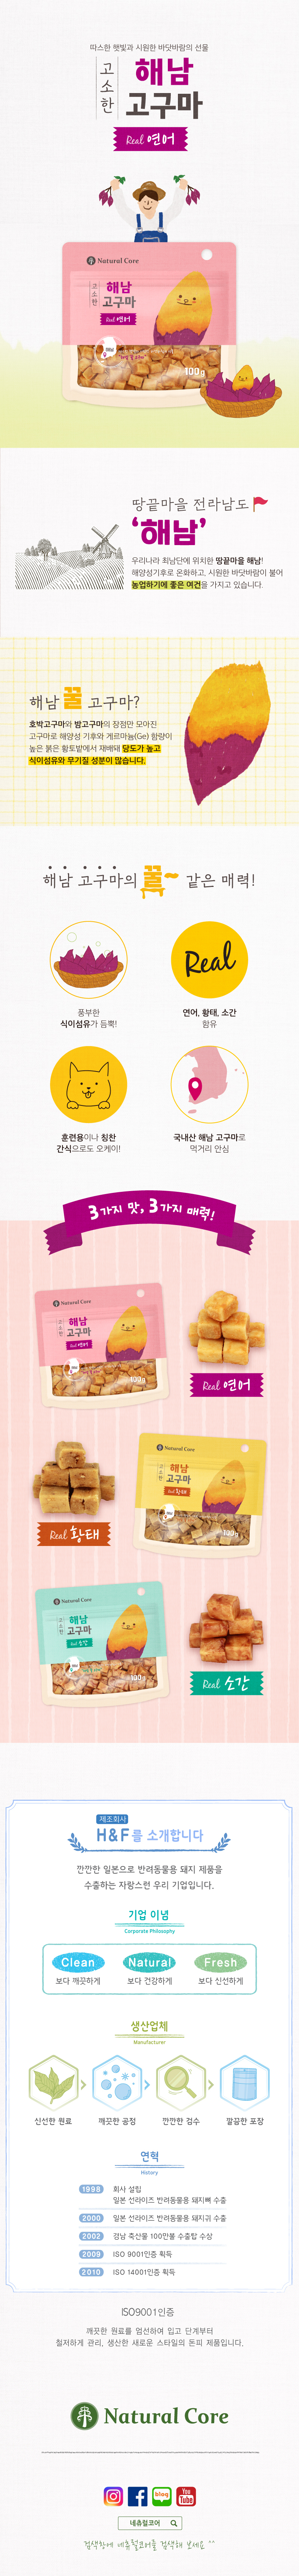 따스한 햇빛과 시원한 바닷바람의 선물
고소한
해남
고구마
Real 연어
Natural Core
고소한
해남
고구마
Real 연어
100g
땅끝마을 전라남도
‘해남’
우리나라 최남단에 위치한 땅끝마을 해남!
해양성기후로 온화하고, 시원한 바닷바람이 불어
농업하기에 좋은 여건을 가지고 있습니다.
해남 꿀 고구마?
호박고구마와 밤고구마의 장점만 모아진
고구마로 해양성 기후와 게르마늄(Ge) 함량이
높은 붉은 황토밭에서 재배돼 당도가 높고
식이섬유와 무기질 성분이 많습니다.
해남 고구마의 꿀~ 같은 매력!
풍부한
식이섬유가 듬뿍!
Real
연어, 황태, 소간
함유
훈련용이나 칭찬
간식으로도 오케이!
국내산 해남 고구마로
먹거리 안심
3가지 맛, 3가지 매력!
Natural Core
고소한
해남
고구마
Real 연어
100g
Real 연어
Natural Core
고소한
해남
고구마
Real 황태
100g
Real 황태
Natural Core
고소한
해남
고구마
Real 소간
100g
Real 소간
제조회사
H&F를 소개합니다
깐깐한 일본으로 반려동물용 돼지 제품을
수출하는 자랑스런 우리 기업입니다.
기업 이념
Corporate Philosophy
Clean
Natural
Fresh
보다 깨끗하게
보다 건강하게
보다 신선하게
생산업체
Manufacturer
신선한 원료
깨끗한 공정
깐깐한 검수
깔끔한 포장
연혁
History
1998 회사 설립
일본 선라이즈 반려동물용 돼지뼈 수출
2000 일본 선라이즈 반려동물용 돼지귀 수출
2002 경남 축산물 100만불 수출탑 수상
2009 ISO 9001인증 획득
2010 ISO 14001인증 획득
ISO9001인증
깨끗한 원료를 엄선하여 입고 단계부터
철저하게 관리, 생산한 새로운 스타일의 돈피 제품입니다.
Natural Core
blog
You Tube
네츄럴코어
검색창에 네츄럴코어를 검색해 보세요 ^^